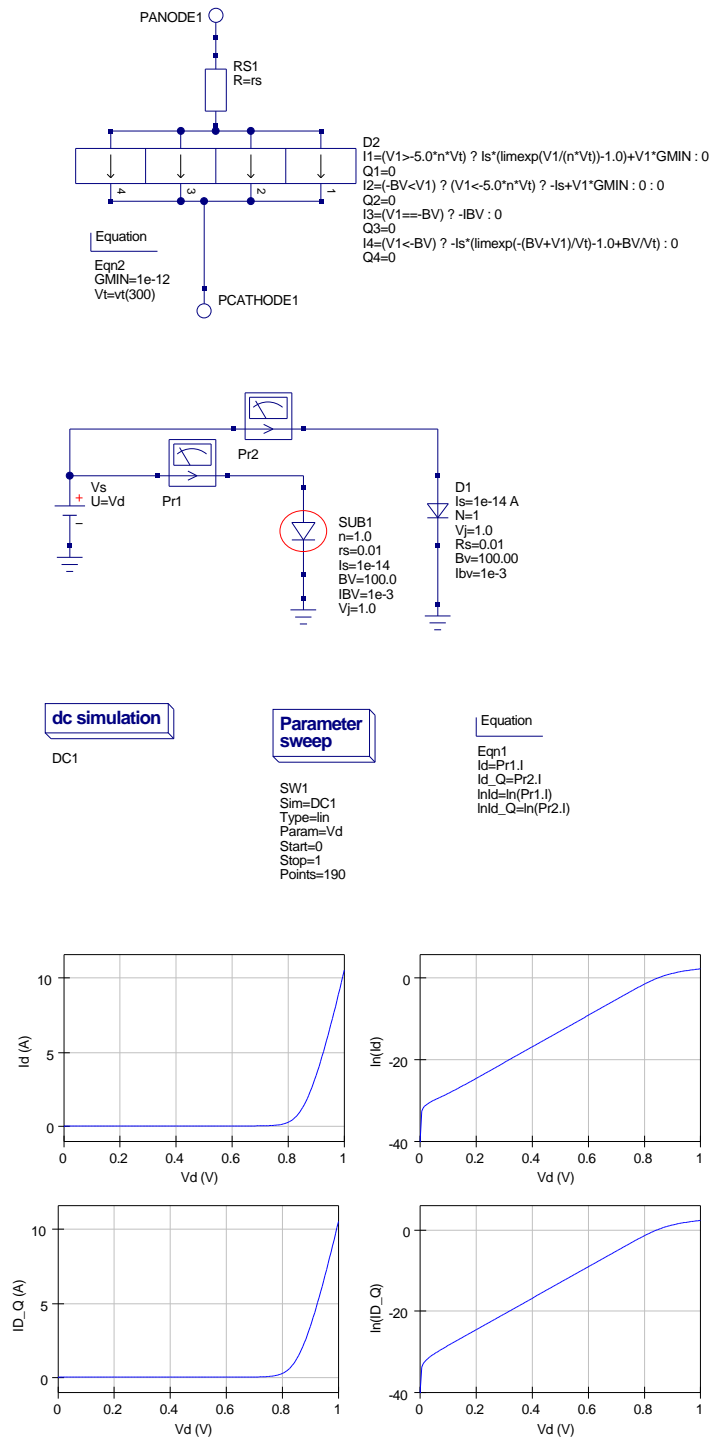 PANODE1
RS1
R=rs
D2
I1=(V1>-5.0*n*Vt) ? Is*(limexp(V1/(n*Vt))-1.0)+V1*GMIN : 0
Q1=0
I2=(-BV<V1) ? (V1<-5.0*n*Vt) ? -Is+V1*GMIN : 0 : 0
Q2=0
I3=(V1==-BV) ? -IBV : 0
Q3=0
I4=(V1<-BV) ? -Is*(limexp(-(BV+V1)/Vt)-1.0+BV/Vt) : 0
Q4=0
4
3
2
1
Equation
Eqn2
GMIN=1e-12
Vt=vt(300)
PCATHODE1
Pr2
Vs
U=Vd
+
−
Pr1
SUB1
n=1.0
rs=0.01
Is=1e-14
BV=100.0
IBV=1e-3
Vj=1.0
D1
Is=1e-14 A
N=1
Vj=1.0
Rs=0.01
Bv=100.00
Ibv=1e-3
dc simulation
DC1
Parameter
sweep
SW1
Sim=DC1
Type=lin
Param=Vd
Start=0
Stop=1
Points=190
Equation
Eqn1
Id=Pr1.I
Id_Q=Pr2.I
lnId=ln(Pr1.I)
lnId_Q=ln(Pr2.I)
10
5
0
Id (A)
0 0.2 0.4 0.6 0.8 1
Vd (V)
0
-20
-40
ln(Id)
0 0.2 0.4 0.6 0.8 1
Vd (V)
10
5
0
ID_Q (A)
0 0.2 0.4 0.6 0.8 1
Vd (V)
0
-20
-40
ln(ID_Q)
0 0.2 0.4 0.6 0.8 1
Vd (V)